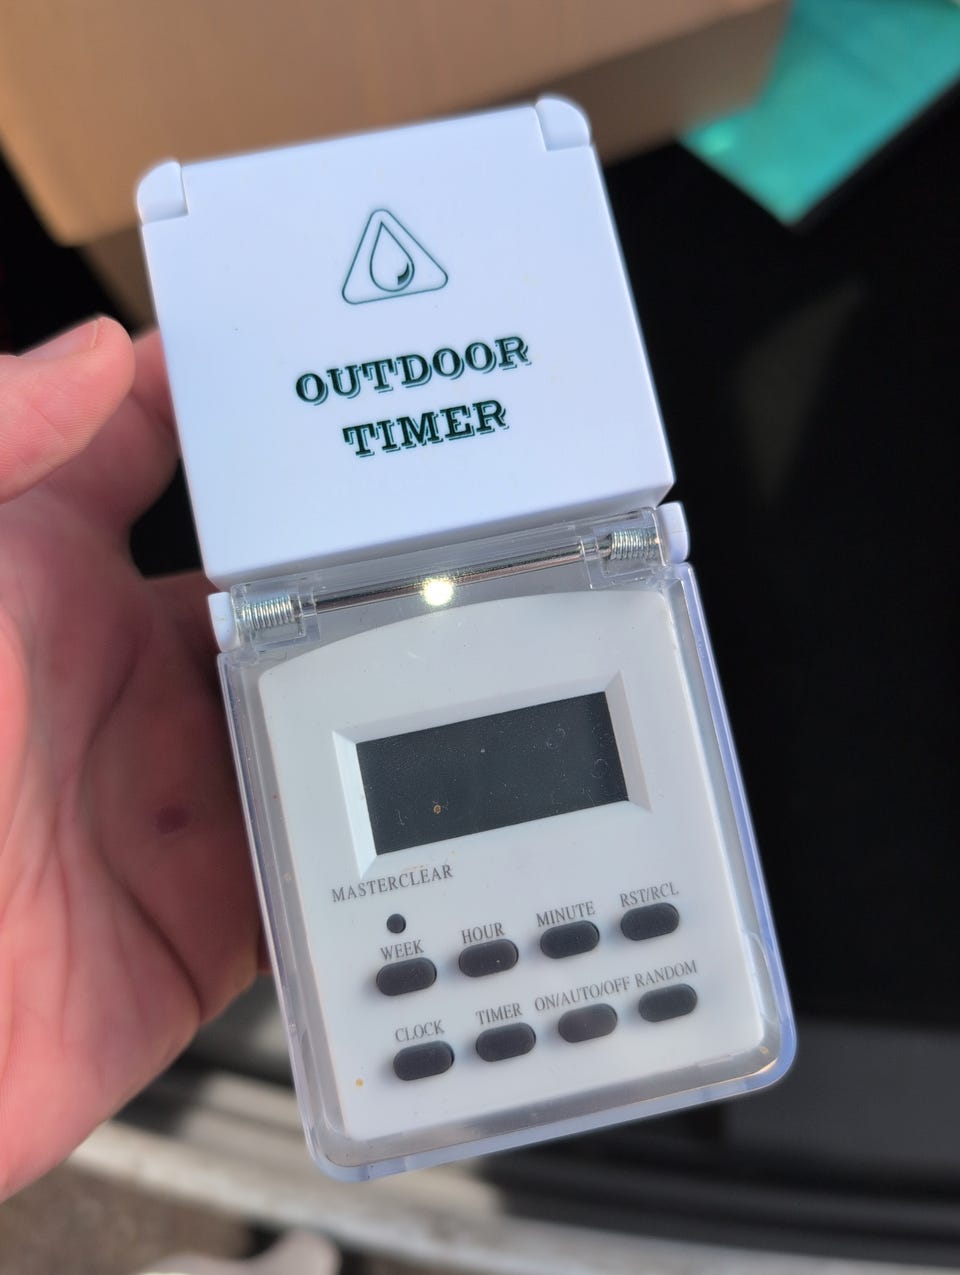 OUTDOOR
TIMER
MASTERCLEAR
WEEK HOUR MINUTE RST/RCL
CLOCK TIMER ON/AUTO/OFF RANDOM